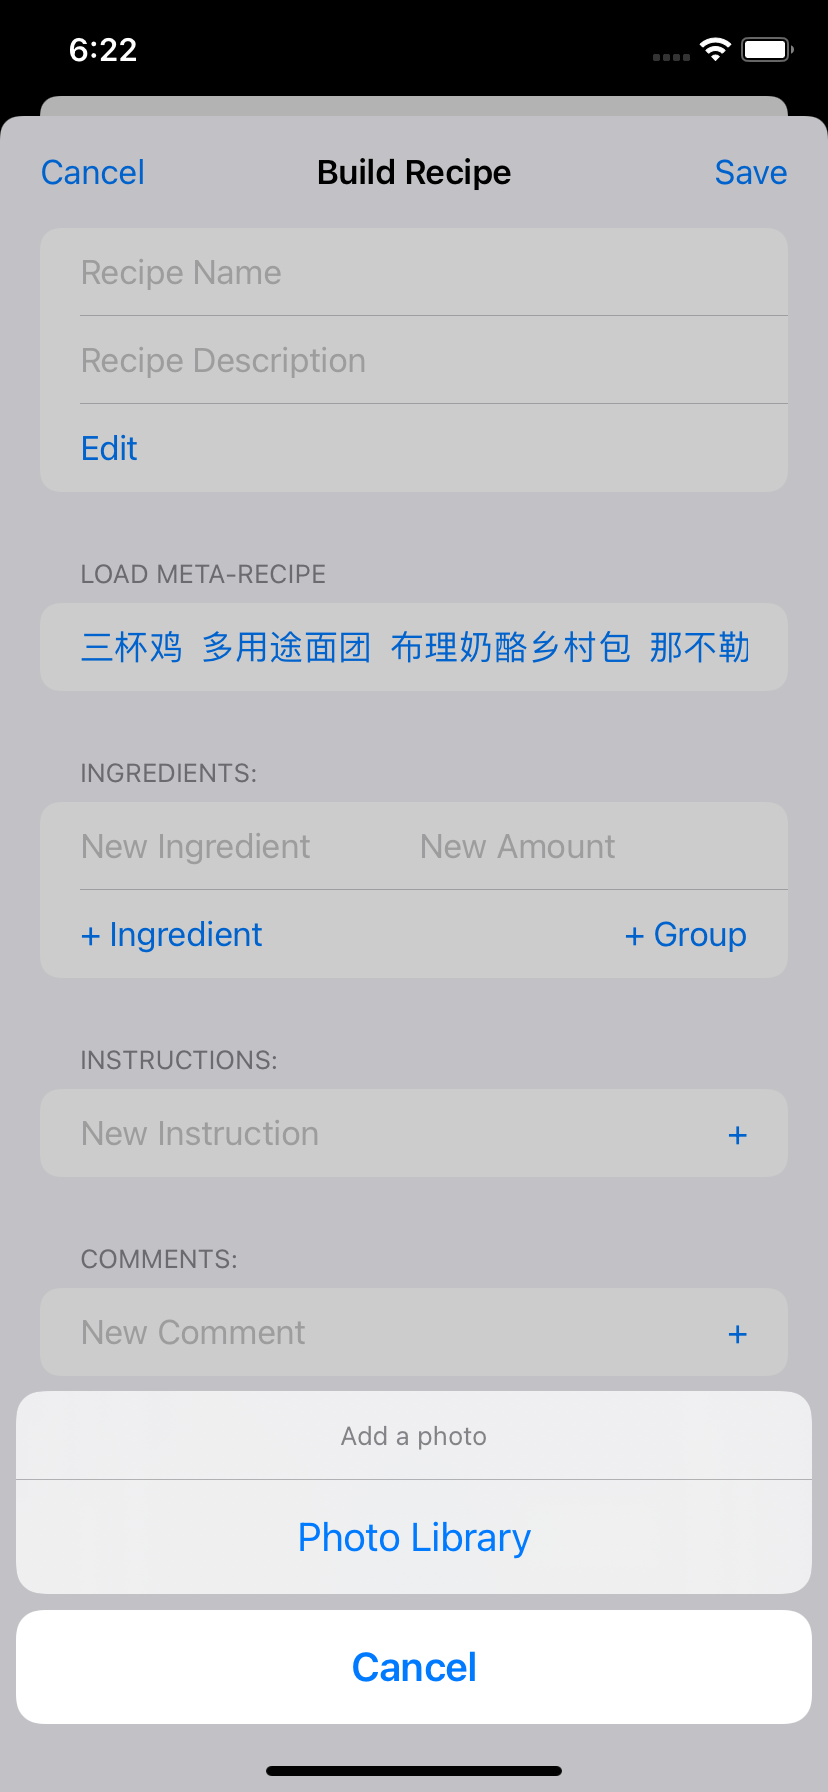 6:22
Cancel Build Recipe Save
Recipe Name
Recipe Description
Edit
LOAD META-RECIPE
三杯鸡 多用途面团 布理奶酪乡村包 那不勒
INGREDIENTS:
New Ingredient New Amount
+ Ingredient + Group
INSTRUCTIONS:
New Instruction +
COMMENTS:
New Comment +
Add a photo
Photo Library
Cancel